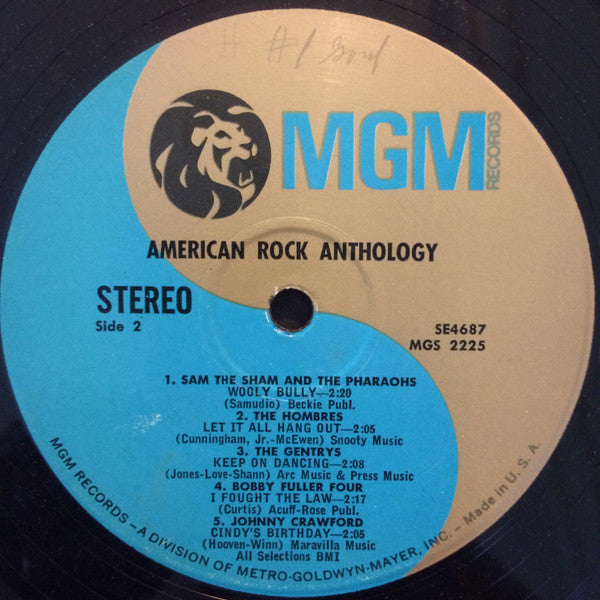 # #1 Soul
MGM
RECORDS
AMERICAN ROCK ANTHOLOGY
STEREO
Side 2
SE4687
MGS 2225
1. SAM THE SHAM AND THE PHARAOHS
WOOLY BULLY—2:20
(Samudio) Beckie Publ.
2. THE HOMBRES
LET IT ALL HANG OUT—2:05
(Cunningham, Jr.-McEwen) Snooty Music
3. THE GENTRYS
KEEP ON DANCING—2:08
(Jones-Love-Shann) Arc Music & Press Music
4. BOBBY FULLER FOUR
I FOUGHT THE LAW—2:17
(Curtis) Acuff-Rose Publ.
5. JOHNNY CRAWFORD
CINDY'S BIRTHDAY—2:05
(Hooven-Winn) Maravilla Music
All Selections BMI
MGM RECORDS – A DIVISION OF METRO-GOLDWYN-MAYER, INC. – Made in U. S. A.